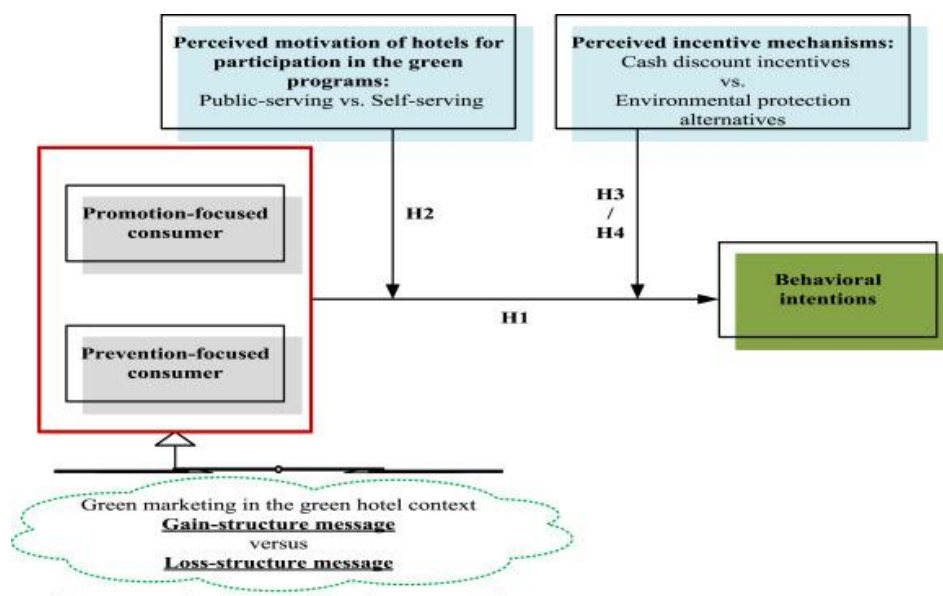 Perceived motivation of hotels for
participation in the green
programs:
Public-serving vs. Self-serving
Perceived incentive mechanisms:
Cash discount incentives
vs.
Environmental protection
alternatives
Promotion-focused
consumer
H2
H3
/
H4
Behavioral
intentions
H1
Prevention-focused
consumer
Green marketing in the green hotel context
Gain-structure message
versus
Loss-structure message